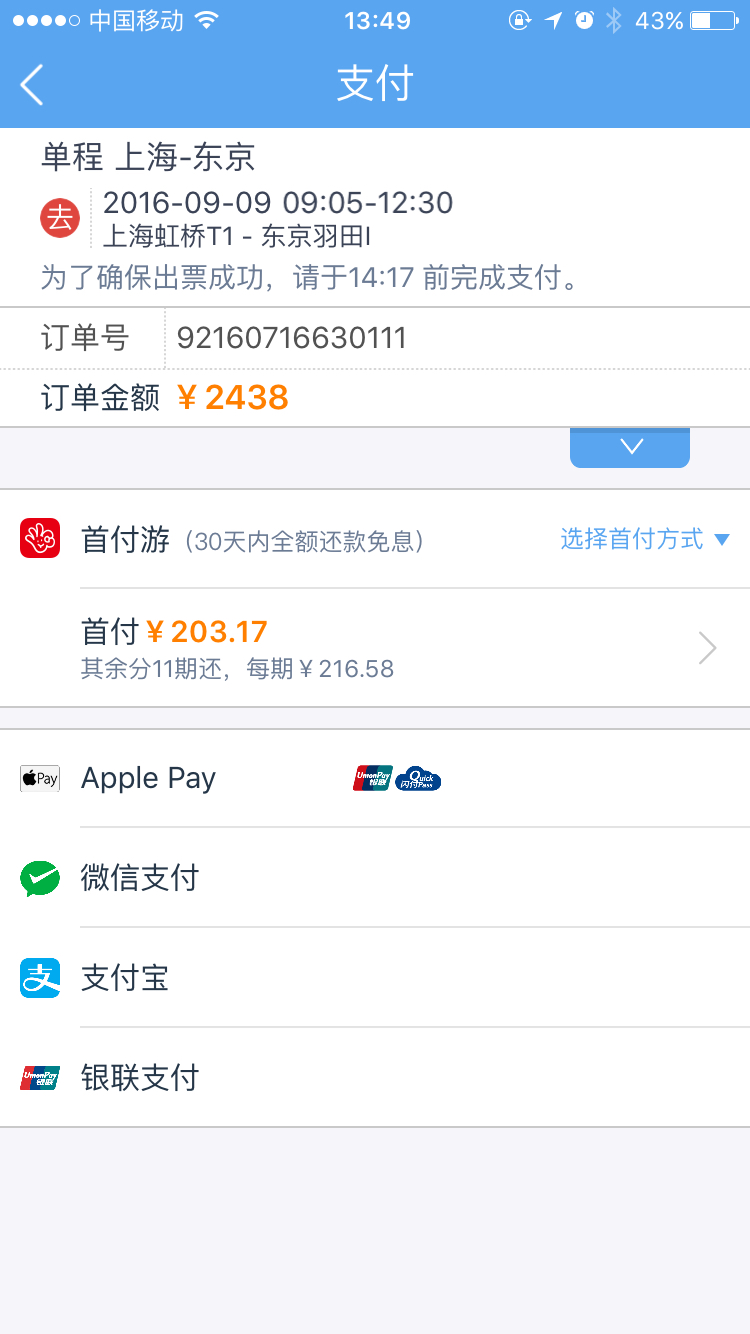 中国移动 13:49 43%
支付
单程 上海-东京
去
2016-09-09 09:05-12:30
上海虹桥T1 - 东京羽田I
为了确保出票成功，请于14:17 前完成支付。
订单号 92160716630111
订单金额 ¥ 2438
首付游（30天内全额还款免息） 选择首付方式
首付 ¥ 203.17
其余分11期还，每期 ¥ 216.58
Pay Apple Pay UnionPay 银联 Quick Pass 闪付
微信支付
支 支付宝
UnionPay 银联 银联支付